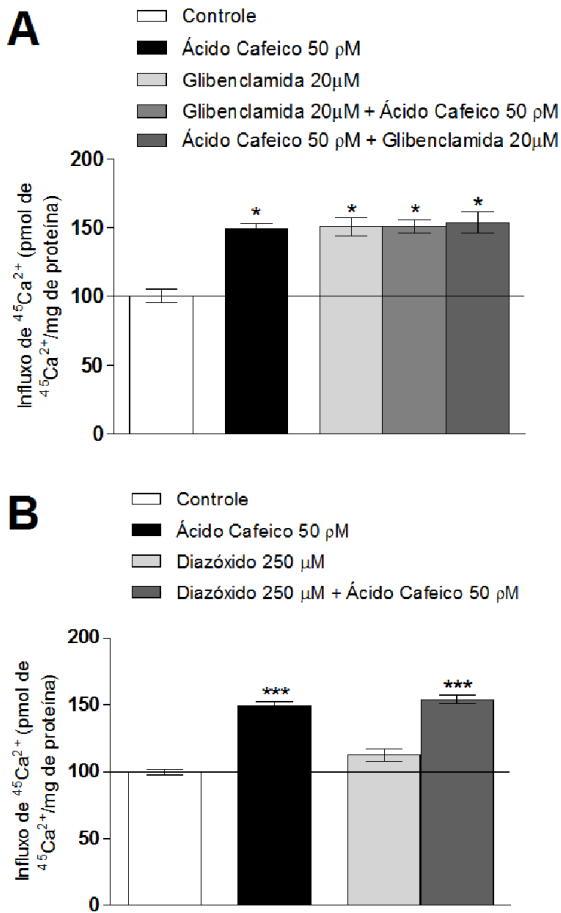 A
Controle
Ácido Cafeico 50 ρM
Glibenclamida 20μM
Glibenclamida 20μM + Ácido Cafeico 50 ρM
Ácido Cafeico 50 ρM + Glibenclamida 20μM
Influxo de ⁴⁵Ca²⁺ (pmol de
⁴⁵Ca²⁺/mg de proteína)
200
150
100
50
0
*
*
*
*
B
Controle
Ácido Cafeico 50 ρM
Diazóxido 250 μM
Diazóxido 250 μM + Ácido Cafeico 50 ρM
Influxo de ⁴⁵Ca²⁺ (pmol de
⁴⁵Ca²⁺/mg de proteína)
200
150
100
50
0
***
***